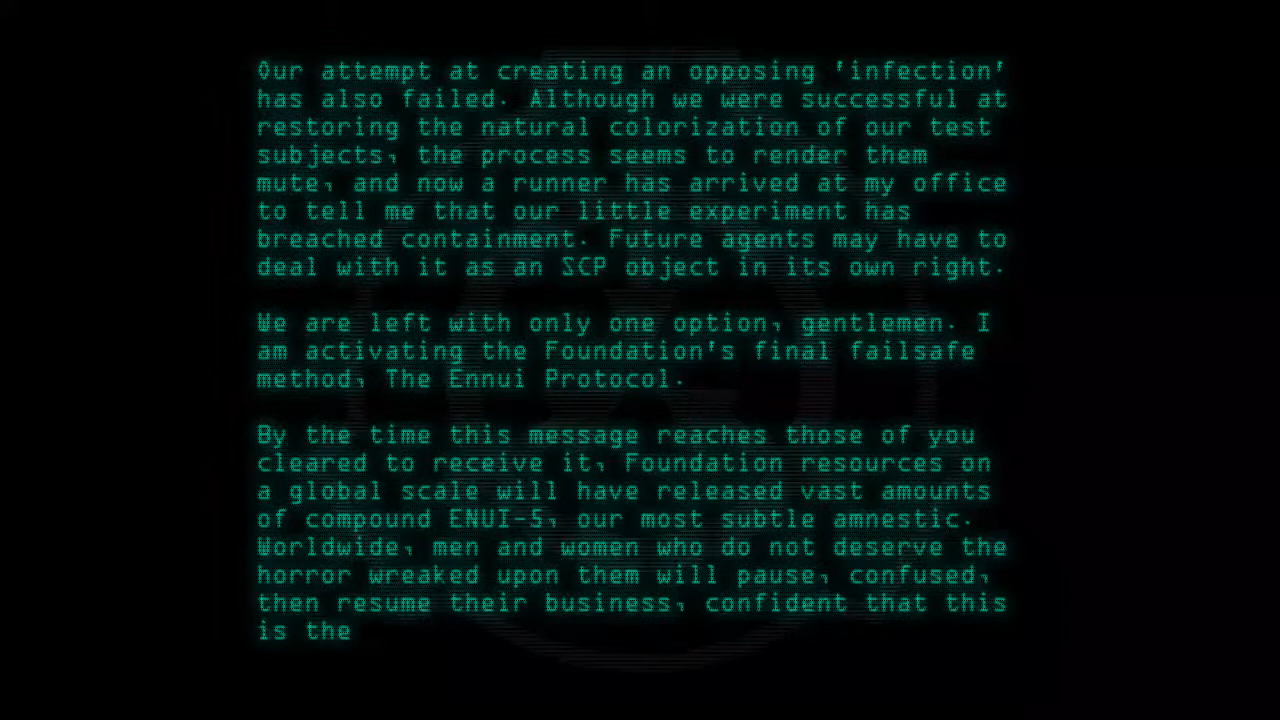 Our attempt at creating an opposing 'infection'
has also failed. Although we were successful at
restoring the natural colorization of our test
subjects, the process seems to render them
mute, and now a runner has arrived at my office
to tell me that our little experiment has
breached containment. Future agents may have to
deal with it as an SCP object in its own right.
We are left with only one option, gentlemen. I
am activating the Foundation's final failsafe
method, The Ennui Protocol.
By the time this message reaches those of you
cleared to receive it, Foundation resources on
a global scale will have released vast amounts
of compound ENUI-5, our most subtle amnestic.
Worldwide, men and women who do not deserve the
horror wreaked upon them will pause, confused,
then resume their business, confident that this
is the